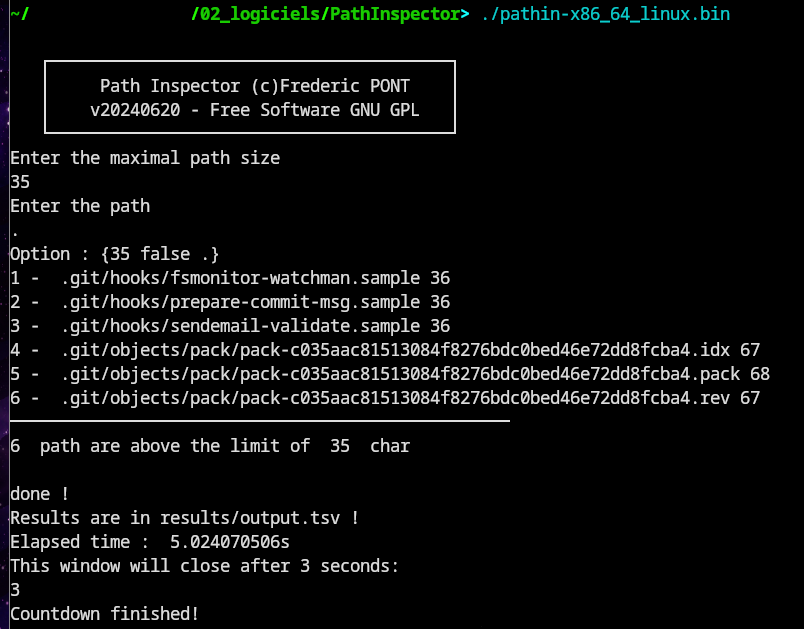 ~/ /02_logiciels/PathInspector> ./pathin-x86_64_linux.bin
Path Inspector (c)Frederic PONT
v20240620 - Free Software GNU GPL
Enter the maximal path size
35
Enter the path
.
Option : {35 false .}
1 -  .git/hooks/fsmonitor-watchman.sample 36
2 -  .git/hooks/prepare-commit-msg.sample 36
3 -  .git/hooks/sendemail-validate.sample 36
4 -  .git/objects/pack/pack-c035aac81513084f8276bdc0bed46e72dd8fcba4.idx 67
5 -  .git/objects/pack/pack-c035aac81513084f8276bdc0bed46e72dd8fcba4.pack 68
6 -  .git/objects/pack/pack-c035aac81513084f8276bdc0bed46e72dd8fcba4.rev 67
6  path are above the limit of  35  char
done !
Results are in results/output.tsv !
Elapsed time :  5.024070506s
This window will close after 3 seconds:
3
Countdown finished!